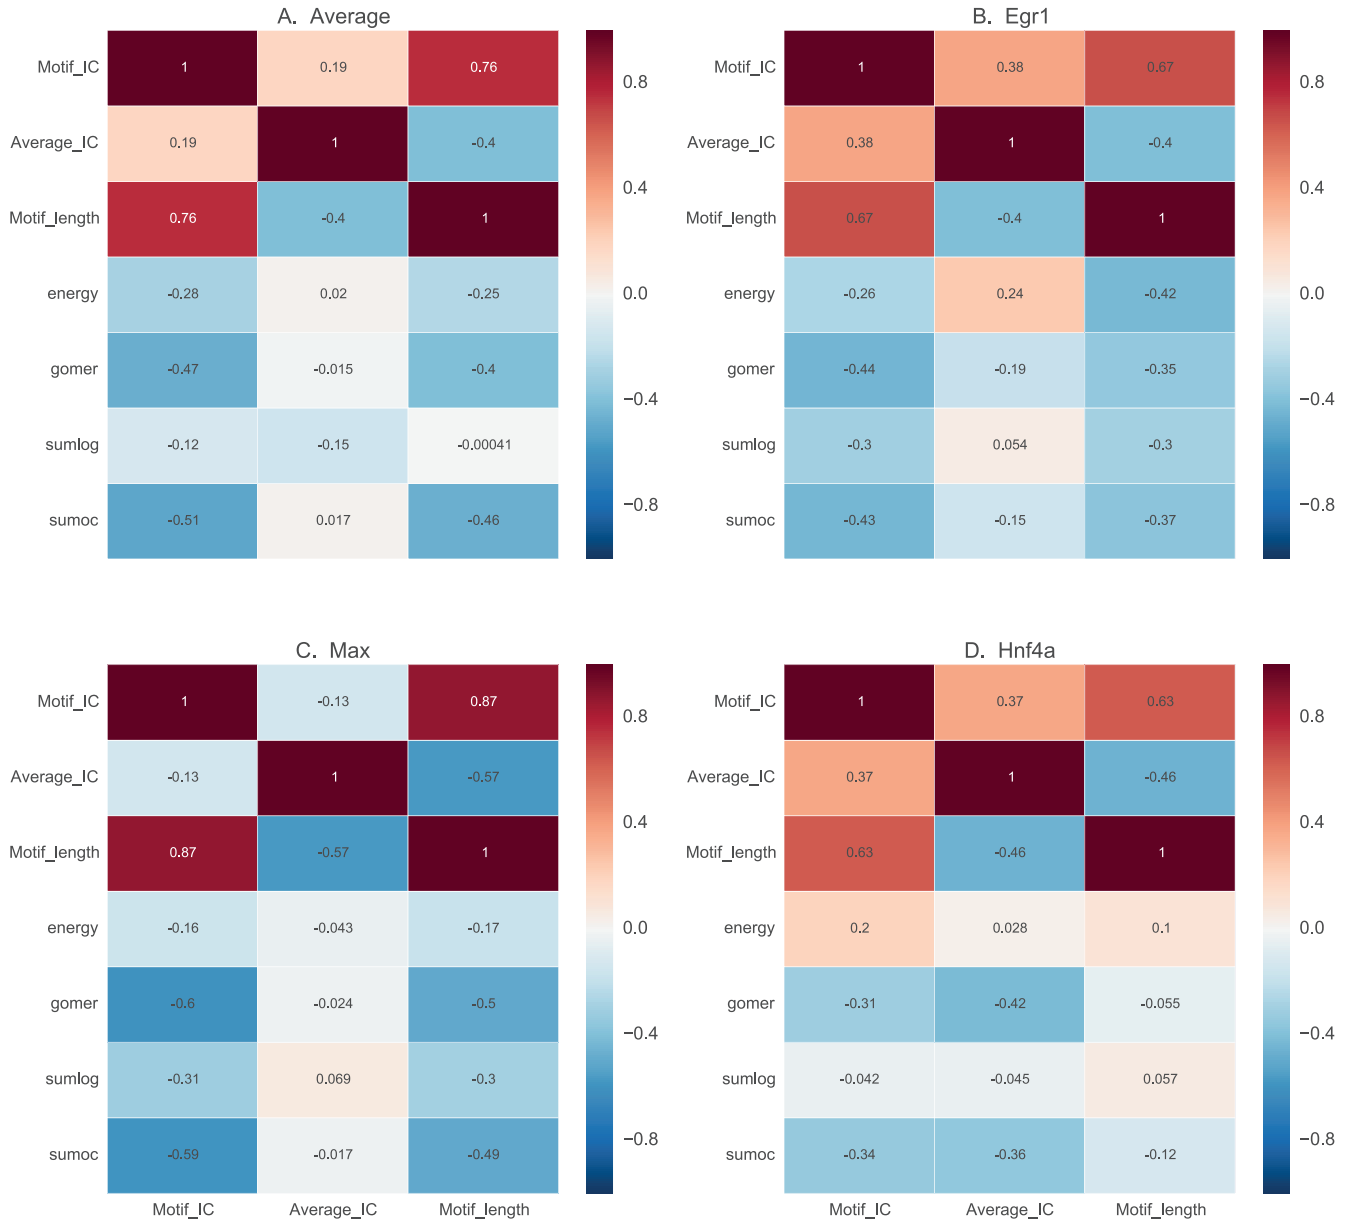 A. Average
Motif_IC 1 0.19 0.76 0.8
Average_IC 0.19 1 -0.4 0.4
Motif_length 0.76 -0.4 1
energy -0.28 0.02 -0.25 0.0
gomer -0.47 -0.015 -0.4 −0.4
sumlog -0.12 -0.15 -0.00041
sumoc -0.51 0.017 -0.46 −0.8
B. Egr1
Motif_IC 1 0.38 0.67 0.8
Average_IC 0.38 1 -0.4 0.4
Motif_length 0.67 -0.4 1
energy -0.26 0.24 -0.42 0.0
gomer -0.44 -0.19 -0.35 −0.4
sumlog -0.3 0.054 -0.3
sumoc -0.43 -0.15 -0.37 −0.8
C. Max
Motif_IC 1 -0.13 0.87 0.8
Average_IC -0.13 1 -0.57 0.4
Motif_length 0.87 -0.57 1
energy -0.16 -0.043 -0.17 0.0
gomer -0.6 -0.024 -0.5 −0.4
sumlog -0.31 0.069 -0.3
sumoc -0.59 -0.017 -0.49 −0.8
Motif_IC Average_IC Motif_length
D. Hnf4a
Motif_IC 1 0.37 0.63 0.8
Average_IC 0.37 1 -0.46 0.4
Motif_length 0.63 -0.46 1
energy 0.2 0.028 0.1 0.0
gomer -0.31 -0.42 -0.055 −0.4
sumlog -0.042 -0.045 0.057
sumoc -0.34 -0.36 -0.12 −0.8
Motif_IC Average_IC Motif_length